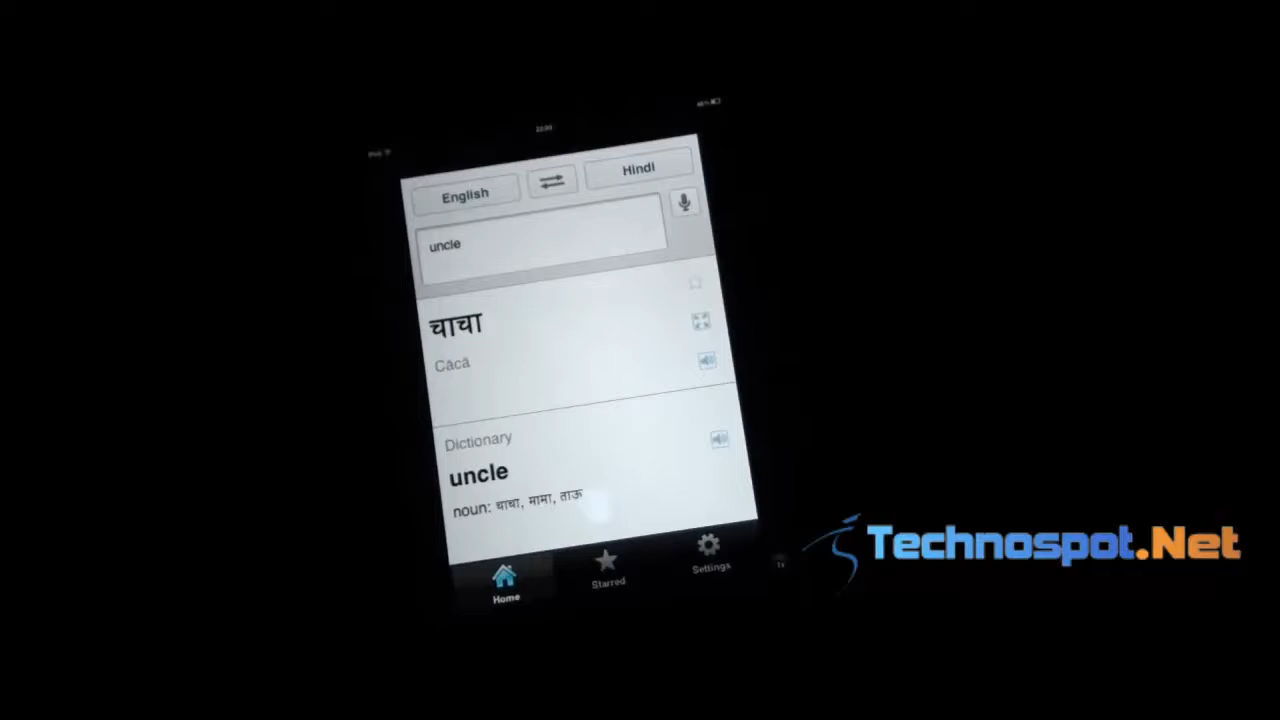 English
Hindi
uncle
चाचा
Cācā
Dictionary
uncle
noun: चाचा, मामा, ताऊ
Home
Starred
Settings
Technospot.Net